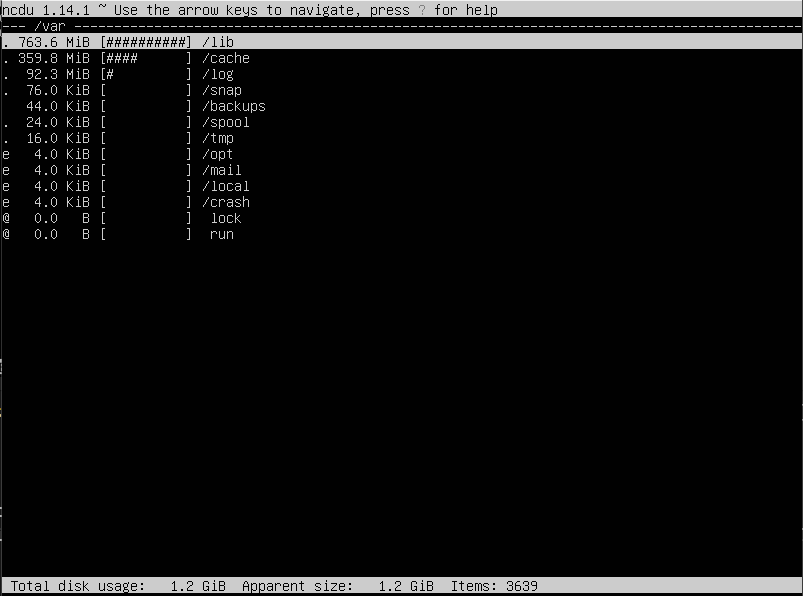 ncdu 1.14.1 ~ Use the arrow keys to navigate, press ? for help
--- /var ----------------------------------------------------------------------------------------
. 763.6 MiB [##########] /lib
. 359.8 MiB [####      ] /cache
.  92.3 MiB [#         ] /log
.  76.0 KiB [          ] /snap
   44.0 KiB [          ] /backups
.  24.0 KiB [          ] /spool
.  16.0 KiB [          ] /tmp
e   4.0 KiB [          ] /opt
e   4.0 KiB [          ] /mail
e   4.0 KiB [          ] /local
e   4.0 KiB [          ] /crash
@   0.0   B [          ]  lock
@   0.0   B [          ]  run
Total disk usage:   1.2 GiB  Apparent size:   1.2 GiB  Items: 3639